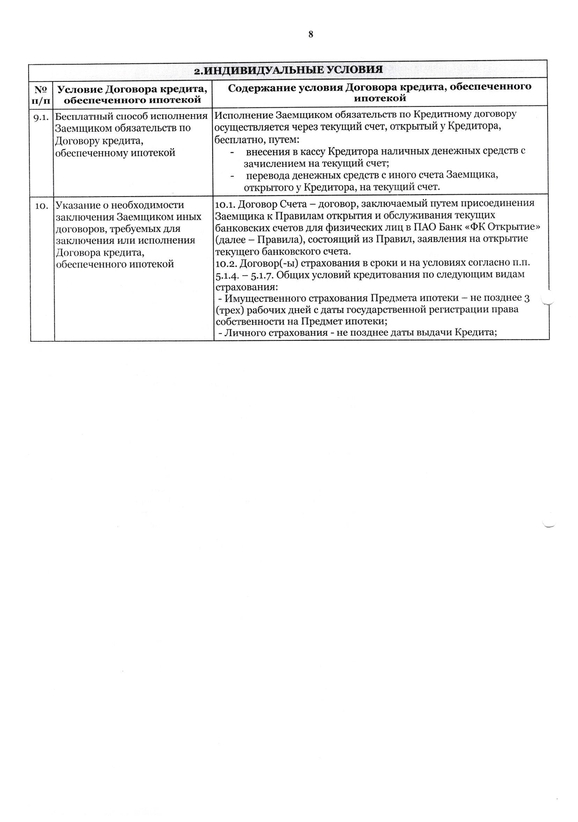 8
2.ИНДИВИДУАЛЬНЫЕ УСЛОВИЯ
№ п/п
Условие Договора кредита, обеспеченного ипотекой
Содержание условия Договора кредита, обеспеченного ипотекой
9.1.
Бесплатный способ исполнения
Заемщиком обязательств по
Договору кредита,
обеспеченному ипотекой
Исполнение Заемщиком обязательств по Кредитному договору
осуществляется через текущий счет, открытый у Кредитора,
бесплатно, путем:
- внесения в кассу Кредитора наличных денежных средств с
зачислением на текущий счет;
- перевода денежных средств с иного счета Заемщика,
открытого у Кредитора, на текущий счет.
10.
Указание о необходимости
заключения Заемщиком иных
договоров, требуемых для
заключения или исполнения
Договора кредита,
обеспеченного ипотекой
10.1. Договор Счета – договор, заключаемый путем присоединения
Заемщика к Правилам открытия и обслуживания текущих
банковских счетов для физических лиц в ПАО Банк «ФК Открытие»
(далее – Правила), состоящий из Правил, заявления на открытие
текущего банковского счета.
10.2. Договор(-ы) страхования в сроки и на условиях согласно п.п.
5.1.4. – 5.1.7. Общих условий кредитования по следующим видам
страхования:
- Имущественного страхования Предмета ипотеки – не позднее 3
(трех) рабочих дней с даты государственной регистрации права
собственности на Предмет ипотеки;
- Личного страхования - не позднее даты выдачи Кредита;